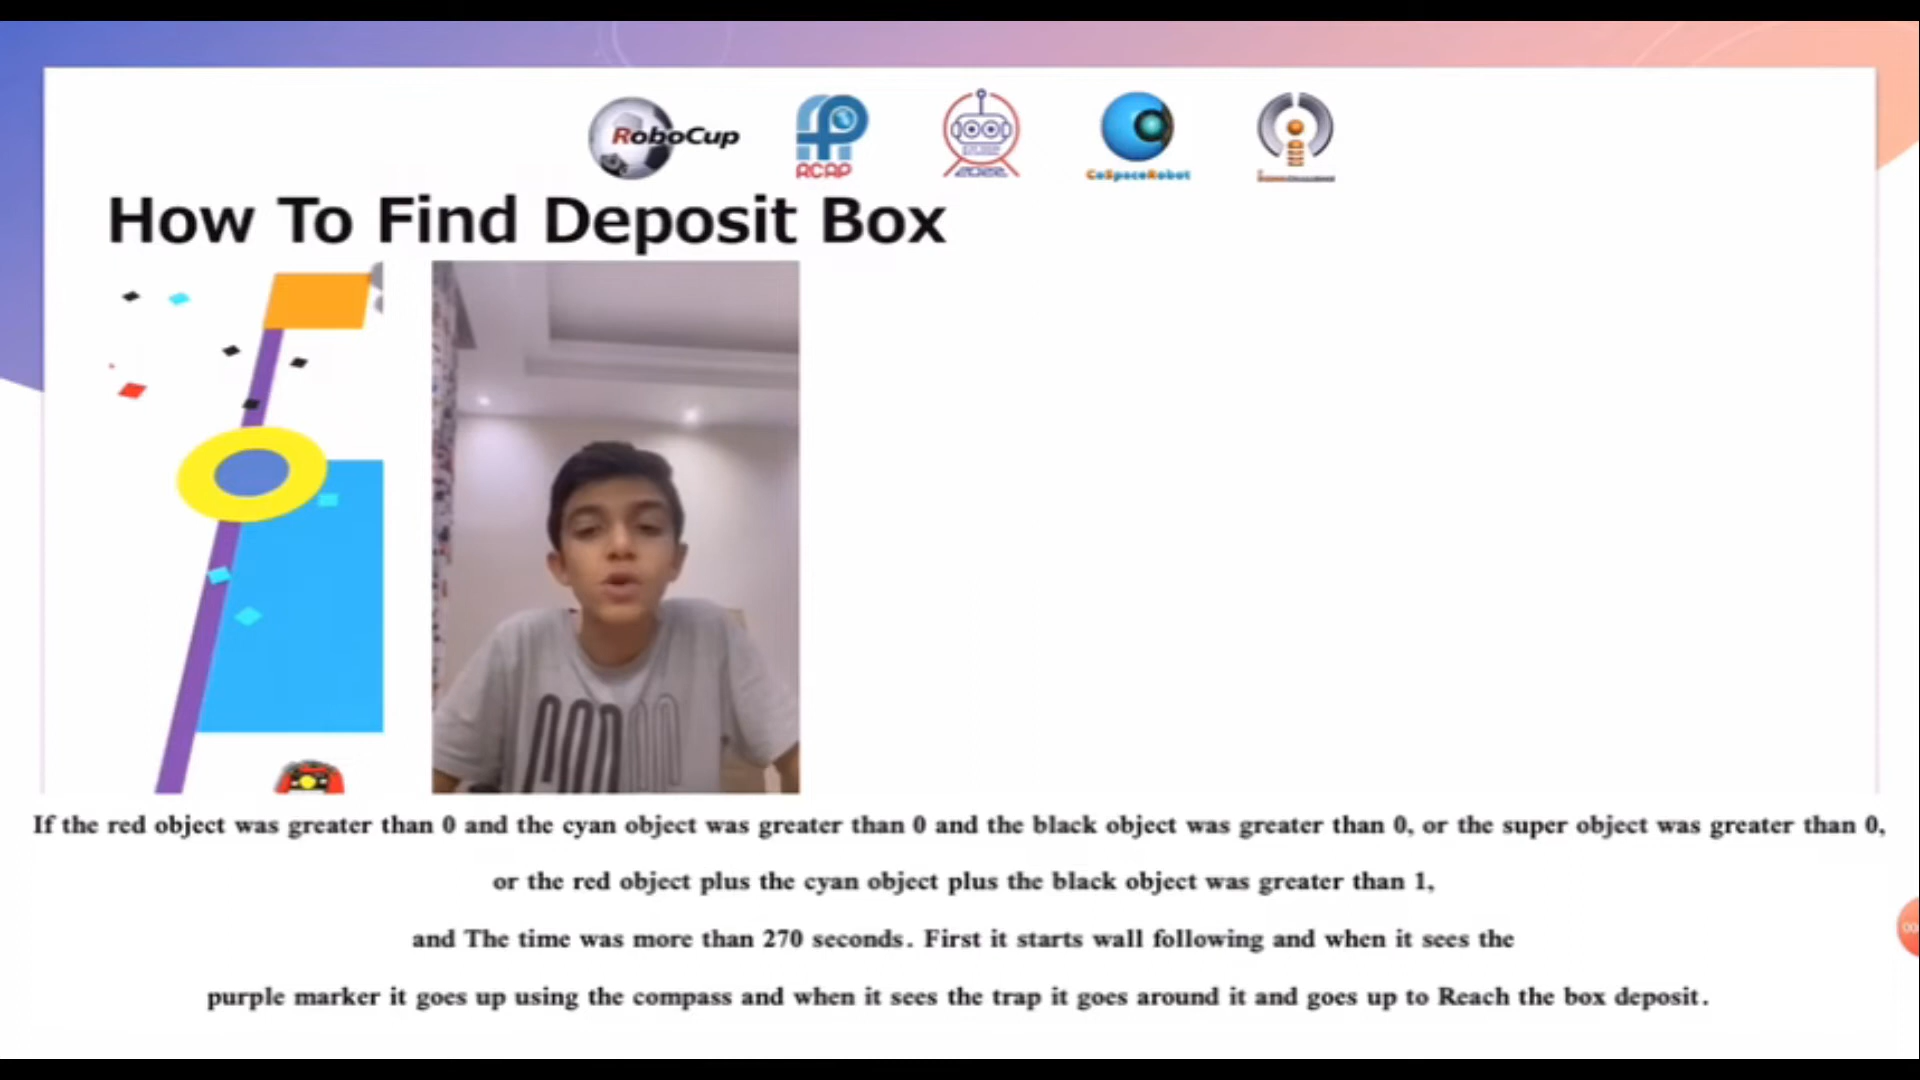 RoboCup
RCAP
CoSpaceRobot
How To Find Deposit Box
If the red object was greater than 0 and the cyan object was greater than 0 and the black object was greater than 0, or the super object was greater than 0,
or the red object plus the cyan object plus the black object was greater than 1,
and The time was more than 270 seconds. First it starts wall following and when it sees the
purple marker it goes up using the compass and when it sees the trap it goes around it and goes up to Reach the box deposit.
00